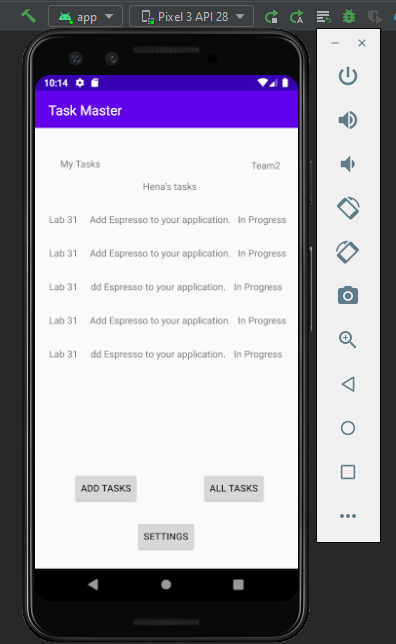 app Pixel 3 API 28
10:14
Task Master
My Tasks Team2
Hena's tasks
Lab 31 Add Espresso to your application. In Progress
Lab 31 Add Espresso to your application. In Progress
Lab 31 dd Espresso to your application. In Progress
Lab 31 Add Espresso to your application. In Progress
Lab 31 dd Espresso to your application. In Progress
ADD TASKS ALL TASKS
SETTINGS